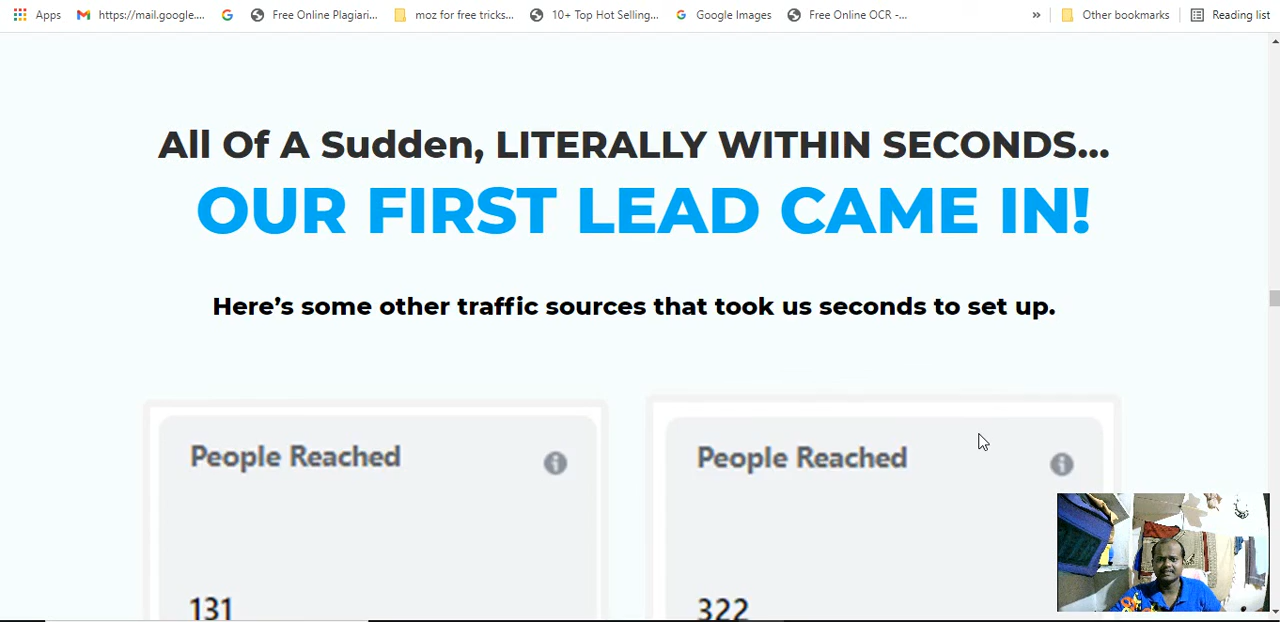 Apps https://mail.google.... Free Online Plagiari... moz for free tricks... 10+ Top Hot Selling... Google Images Free Online OCR -... » Other bookmarks Reading list
All Of A Sudden, LITERALLY WITHIN SECONDS...
OUR FIRST LEAD CAME IN!
Here's some other traffic sources that took us seconds to set up.
People Reached People Reached
131 322